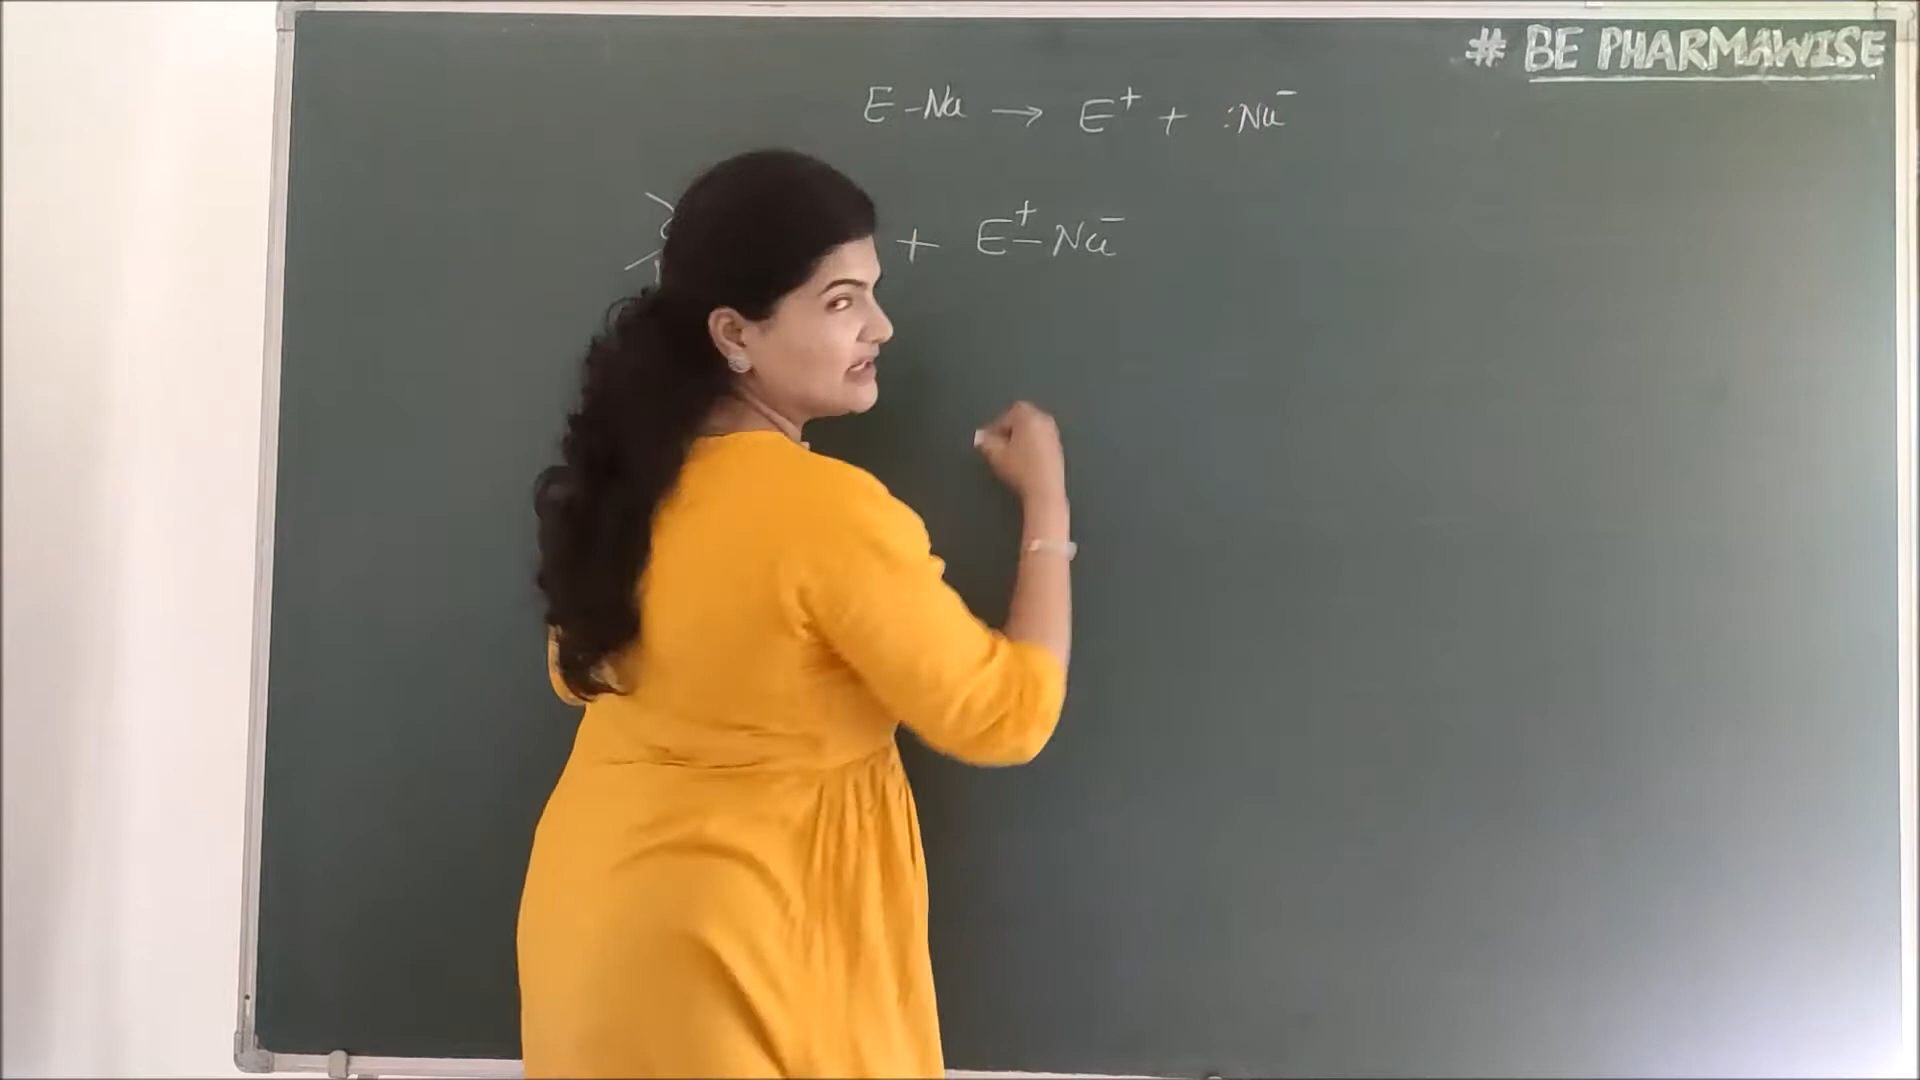 # BE PHARMAWISE
E - Nu → E⁺ + :Nu⁻
+ E⁺ - Nu⁻